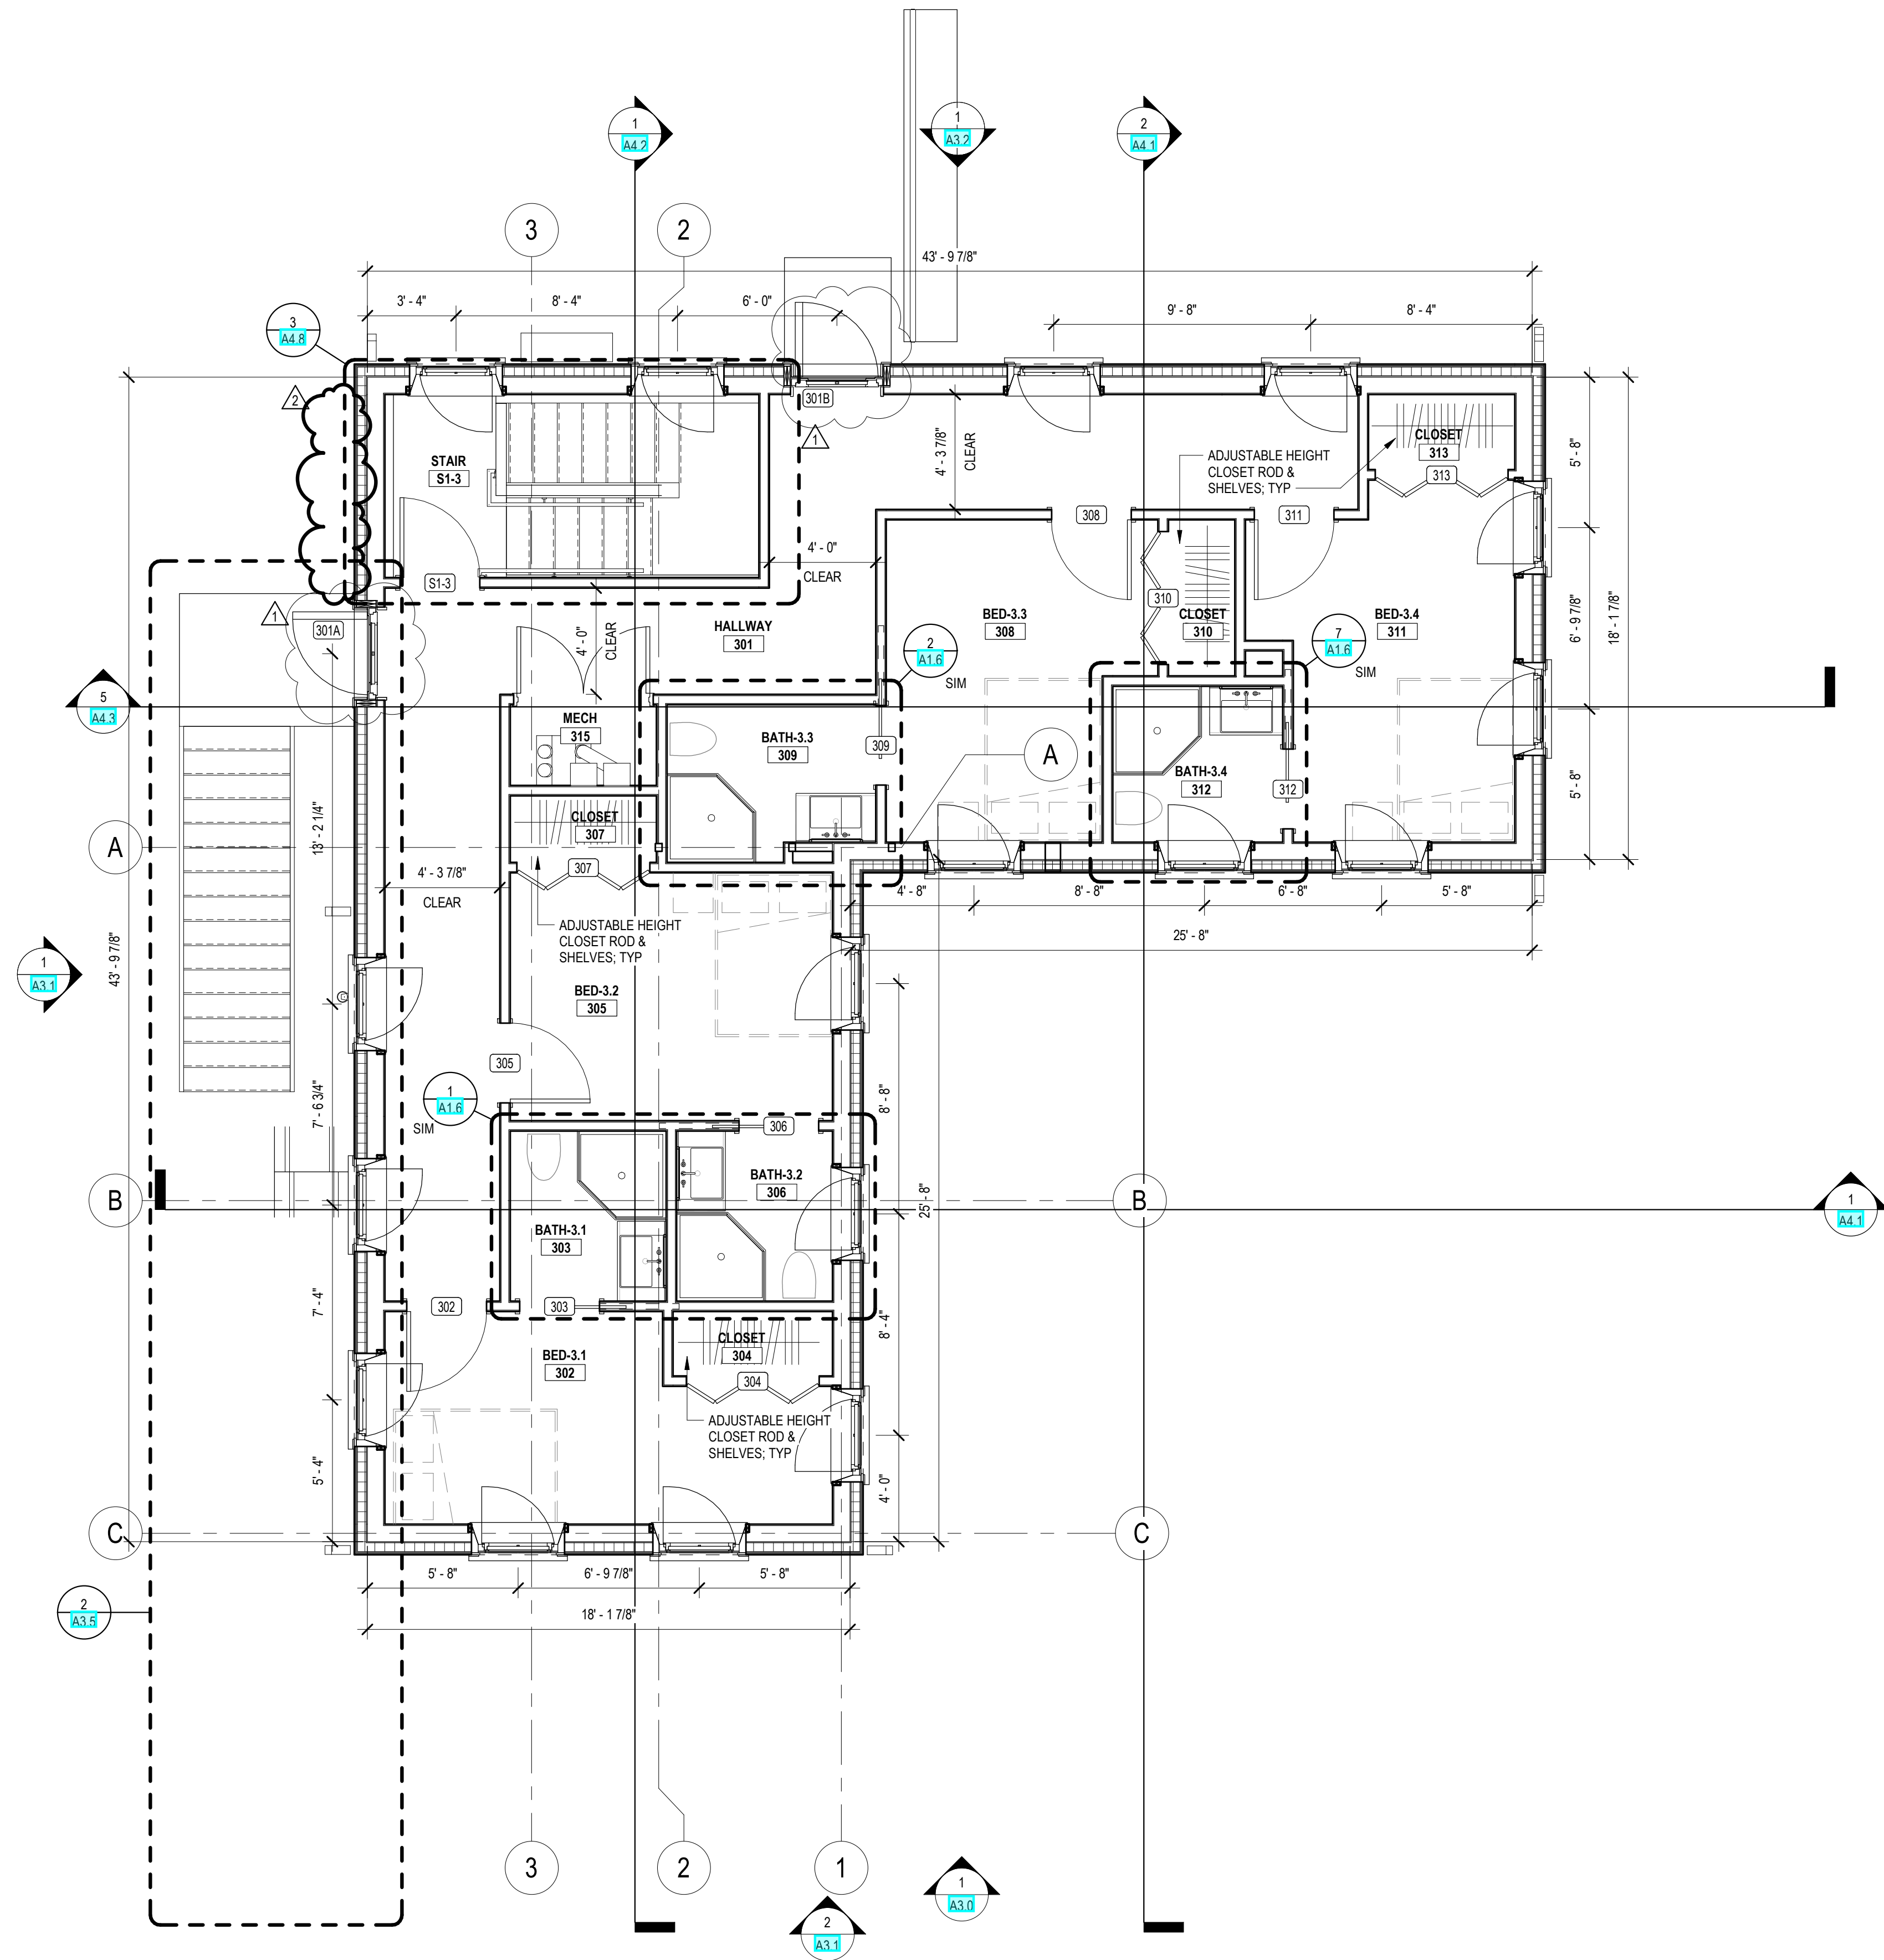 1
A4.2
1
A3.2
2
A4.1
3
2
43' - 9 7/8"
3' - 4"
8' - 4"
6' - 0"
9' - 8"
8' - 4"
3
A4.8
2
301B
1
4' - 3 7/8"
CLEAR
STAIR
S1-3
ADJUSTABLE HEIGHT
CLOSET ROD &
SHELVES; TYP
CLOSET
313
313
5' - 8"
308
311
4' - 0"
CLEAR
S1-3
1
301A
4' - 0"
CLEAR
HALLWAY
301
BED-3.3
308
310
CLOSET
310
BED-3.4
311
6' - 9 7/8"
18' - 1 7/8"
2
A1.6
SIM
7
A1.6
SIM
5
A4.3
MECH
315
BATH-3.3
309
309
A
BATH-3.4
312
312
5' - 8"
A
13' - 2 1/4"
CLOSET
307
307
4' - 3 7/8"
CLEAR
4' - 8"
8' - 8"
6' - 8"
5' - 8"
25' - 8"
ADJUSTABLE HEIGHT
CLOSET ROD &
SHELVES; TYP
1
A3.1
43' - 9 7/8"
BED-3.2
305
305
1
A1.6
SIM
7' - 6 3/4"
8' - 8"
306
BATH-3.2
306
B
B
25' - 8"
1
A4.1
BATH-3.1
303
7' - 4"
302
303
8' - 4"
BED-3.1
302
CLOSET
304
304
ADJUSTABLE HEIGHT
CLOSET ROD &
SHELVES; TYP
5' - 4"
4' - 0"
C
C
5' - 8"
6' - 9 7/8"
5' - 8"
18' - 1 7/8"
2
A3.5
3
2
1
1
A3.0
2
A3.1